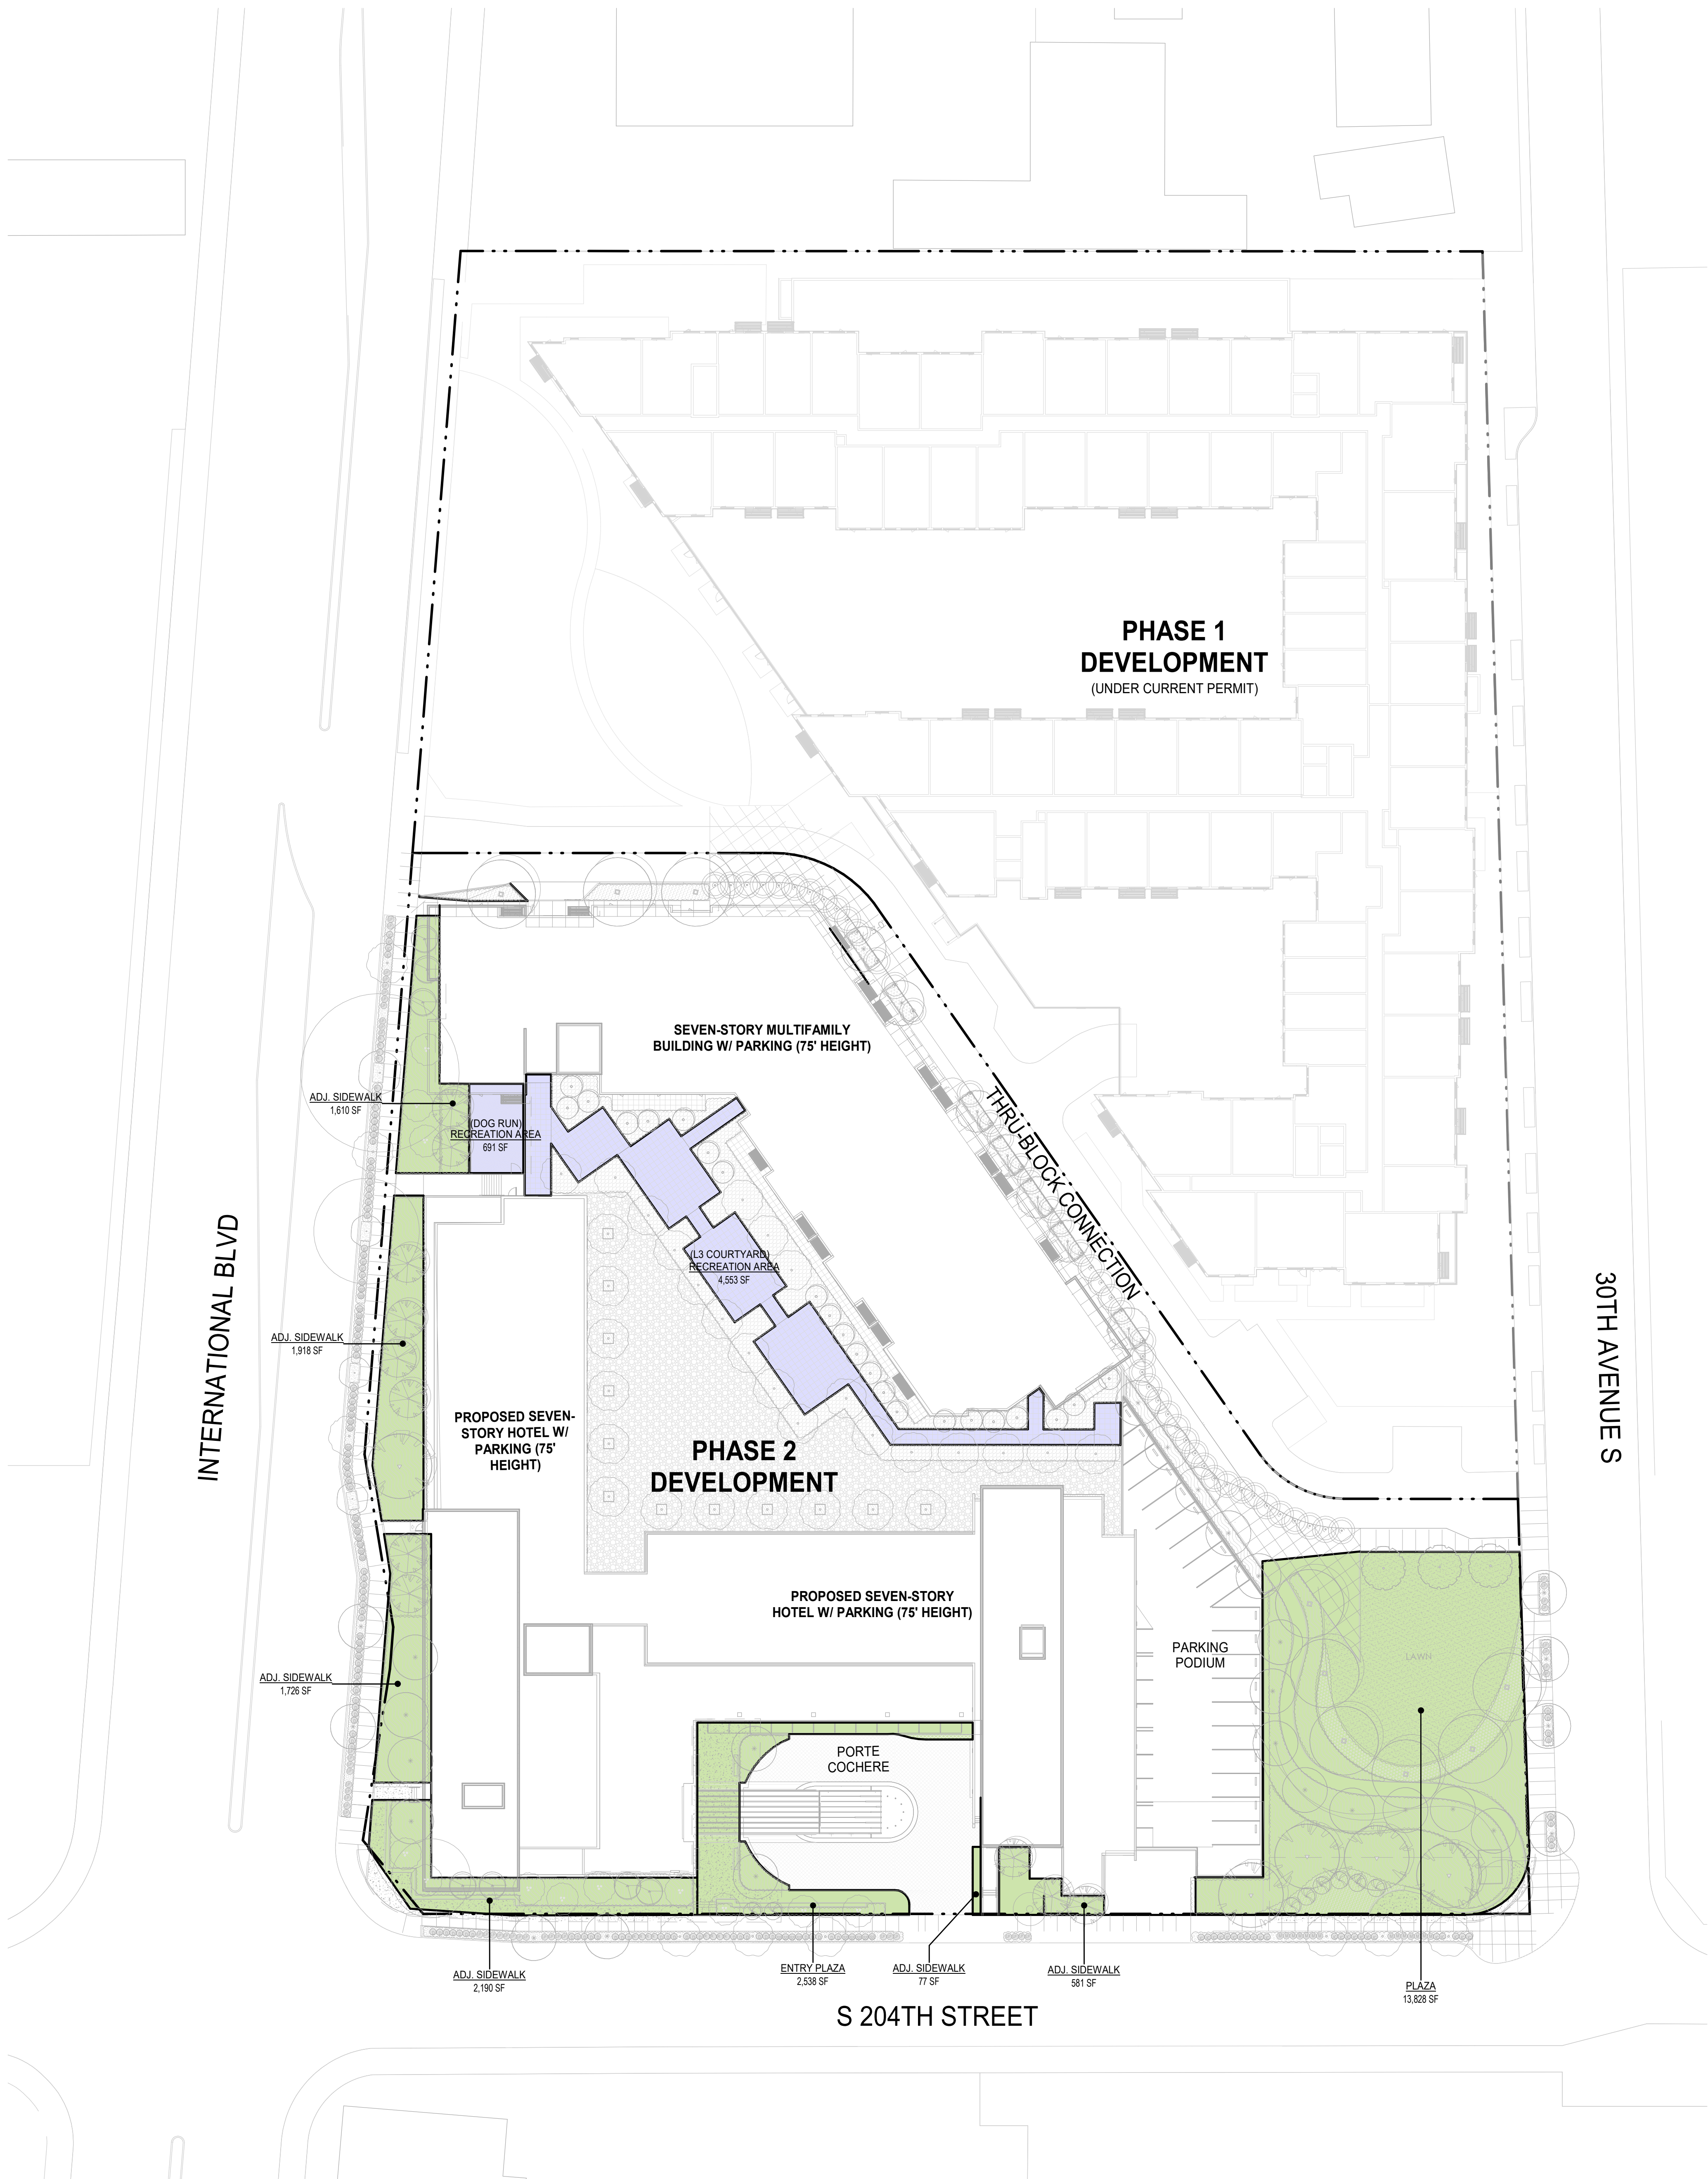 PHASE 1
DEVELOPMENT
(UNDER CURRENT PERMIT)
SEVEN-STORY MULTIFAMILY
BUILDING W/ PARKING (75' HEIGHT)
THRU-BLOCK CONNECTION
ADJ. SIDEWALK
1,610 SF
(DOG RUN)
RECREATION AREA
691 SF
(L3 COURTYARD)
RECREATION AREA
4,553 SF
INTERNATIONAL BLVD
30TH AVENUE S
ADJ. SIDEWALK
1,918 SF
PROPOSED SEVEN-
STORY HOTEL W/
PARKING (75'
HEIGHT)
PHASE 2
DEVELOPMENT
PROPOSED SEVEN-STORY
HOTEL W/ PARKING (75' HEIGHT)
PARKING
PODIUM
LAWN
ADJ. SIDEWALK
1,726 SF
PORTE
COCHERE
ADJ. SIDEWALK
2,190 SF
ENTRY PLAZA
2,538 SF
ADJ. SIDEWALK
77 SF
ADJ. SIDEWALK
581 SF
PLAZA
13,828 SF
S 204TH STREET